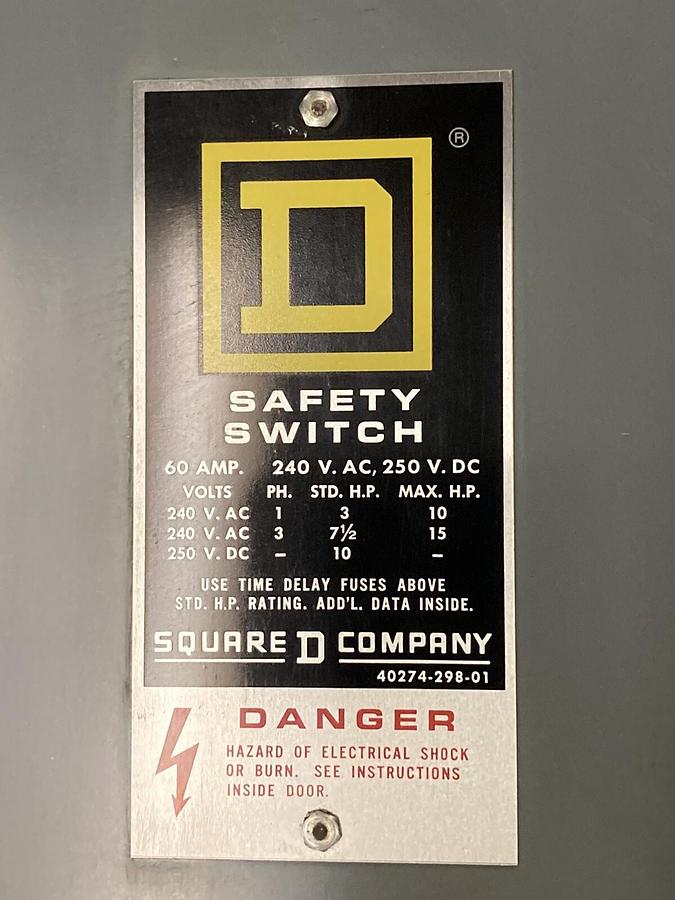 ®
D
SAFETY
SWITCH
60 AMP. 240 V. AC, 250 V. DC
VOLTS PH. STD. H.P. MAX. H.P.
240 V. AC 1 3 10
240 V. AC 3 7½ 15
250 V. DC – 10 –
USE TIME DELAY FUSES ABOVE
STD. H.P. RATING. ADD'L. DATA INSIDE.
SQUARE D COMPANY
40274-298-01
DANGER
HAZARD OF ELECTRICAL SHOCK
OR BURN. SEE INSTRUCTIONS
INSIDE DOOR.